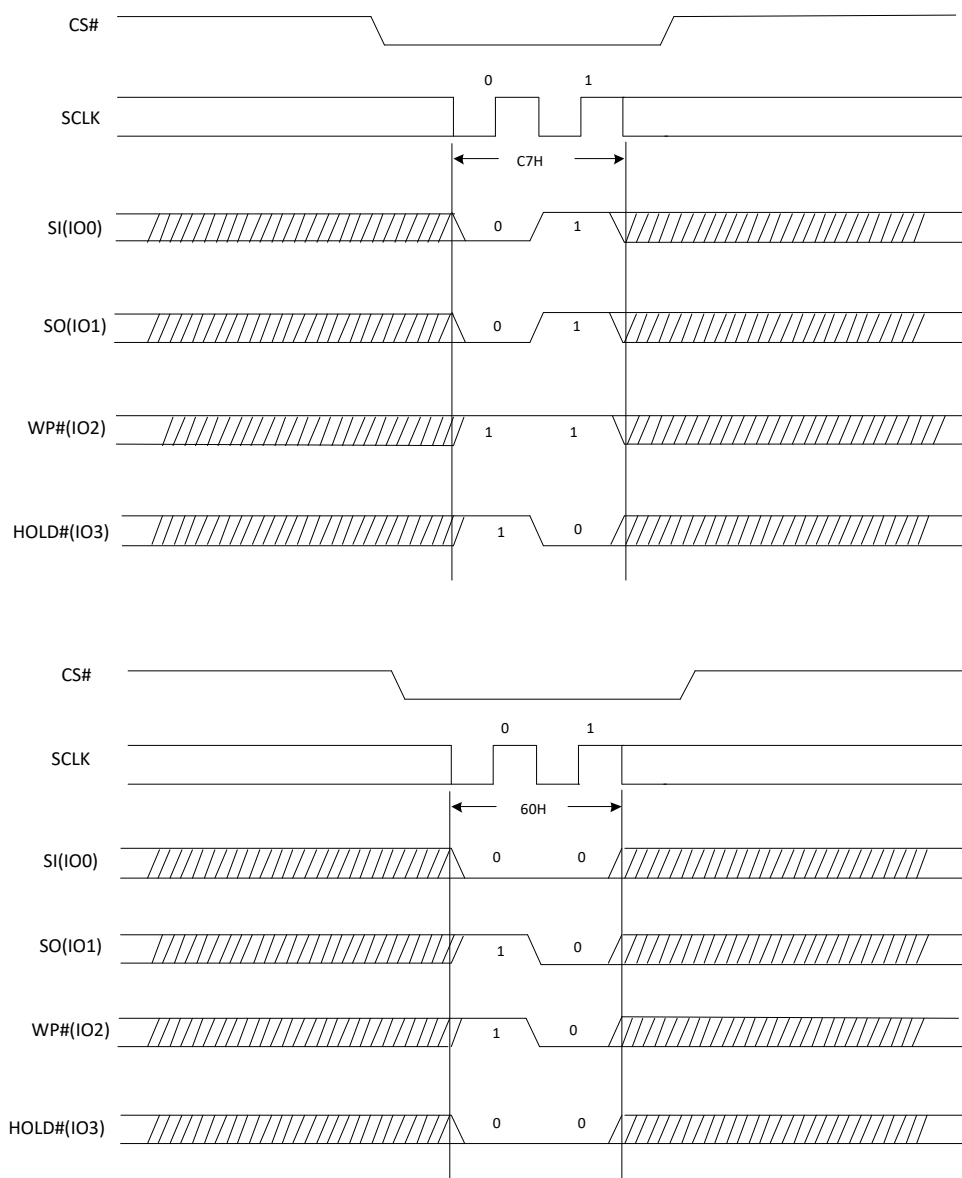 CS#
0 1
SCLK
C7H
SI(IO0) 0 1
SO(IO1) 0 1
WP#(IO2) 1 1
HOLD#(IO3) 1 0
CS#
0 1
SCLK
60H
SI(IO0) 0 0
SO(IO1) 1 0
WP#(IO2) 1 0
HOLD#(IO3) 0 0